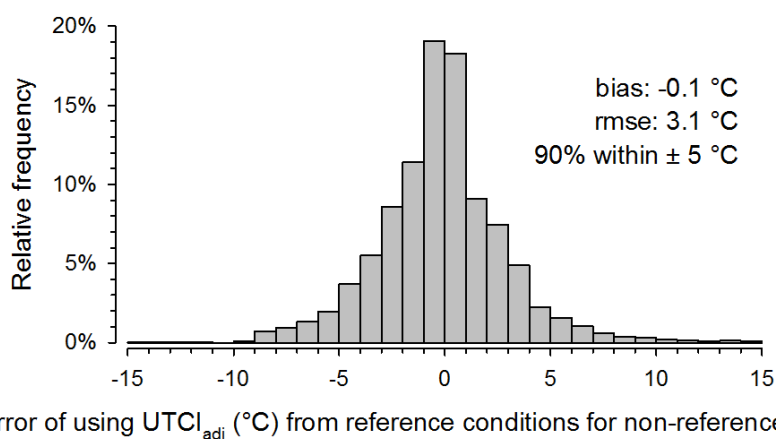 20%
15%
10%
5%
0%
Relative frequency
bias: -0.1 °C
rmse: 3.1 °C
90% within ± 5 °C
-15 -10 -5 0 5 10 15
rror of using UTCI_adj (°C) from reference conditions for non-reference